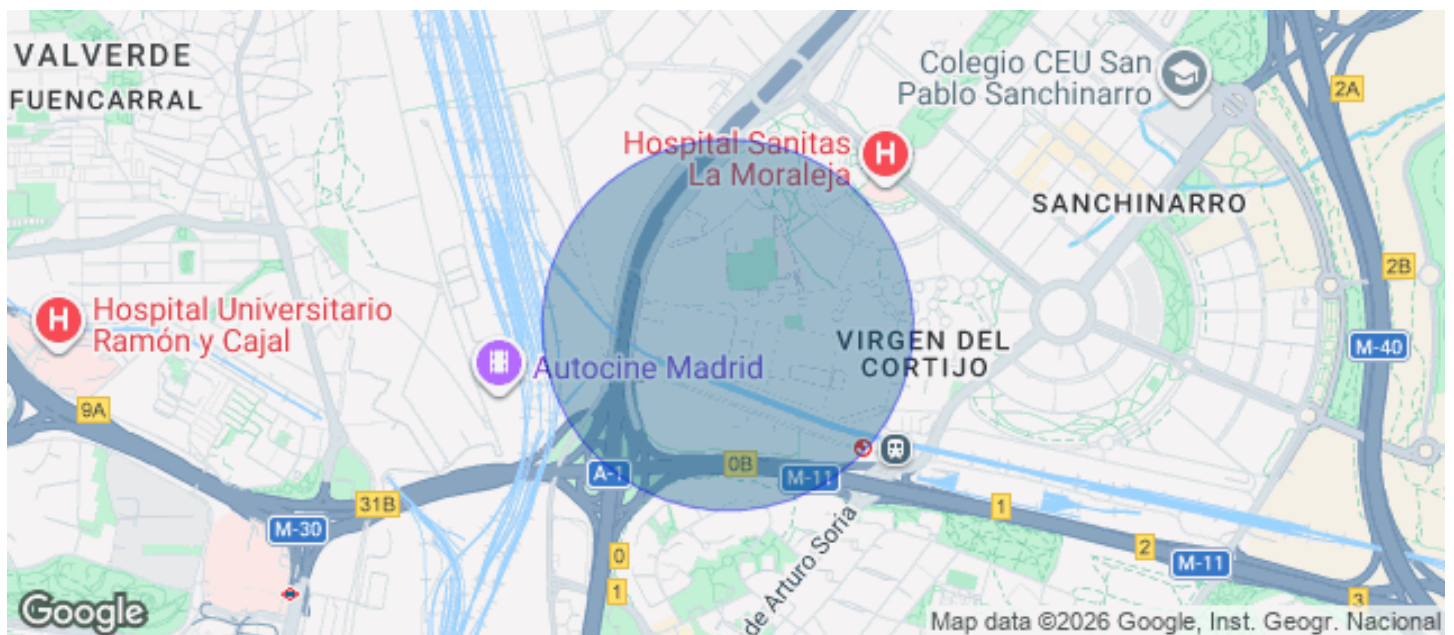 VALVERDE
FUENCARRAL
Colegio CEU San
Pablo Sanchinarro
2A
Hospital Sanitas
La Moraleja
H
SANCHINARRO
2B
H
Hospital Universitario
Ramón y Cajal
VIRGEN DEL
CORTIJO
M-40
Autocine Madrid
9A
A-1
0B
M-11
31B
M-30
1
0
2
M-11
1
3
de Arturo Soria
Google
Map data ©2026 Google, Inst. Geogr. Nacional